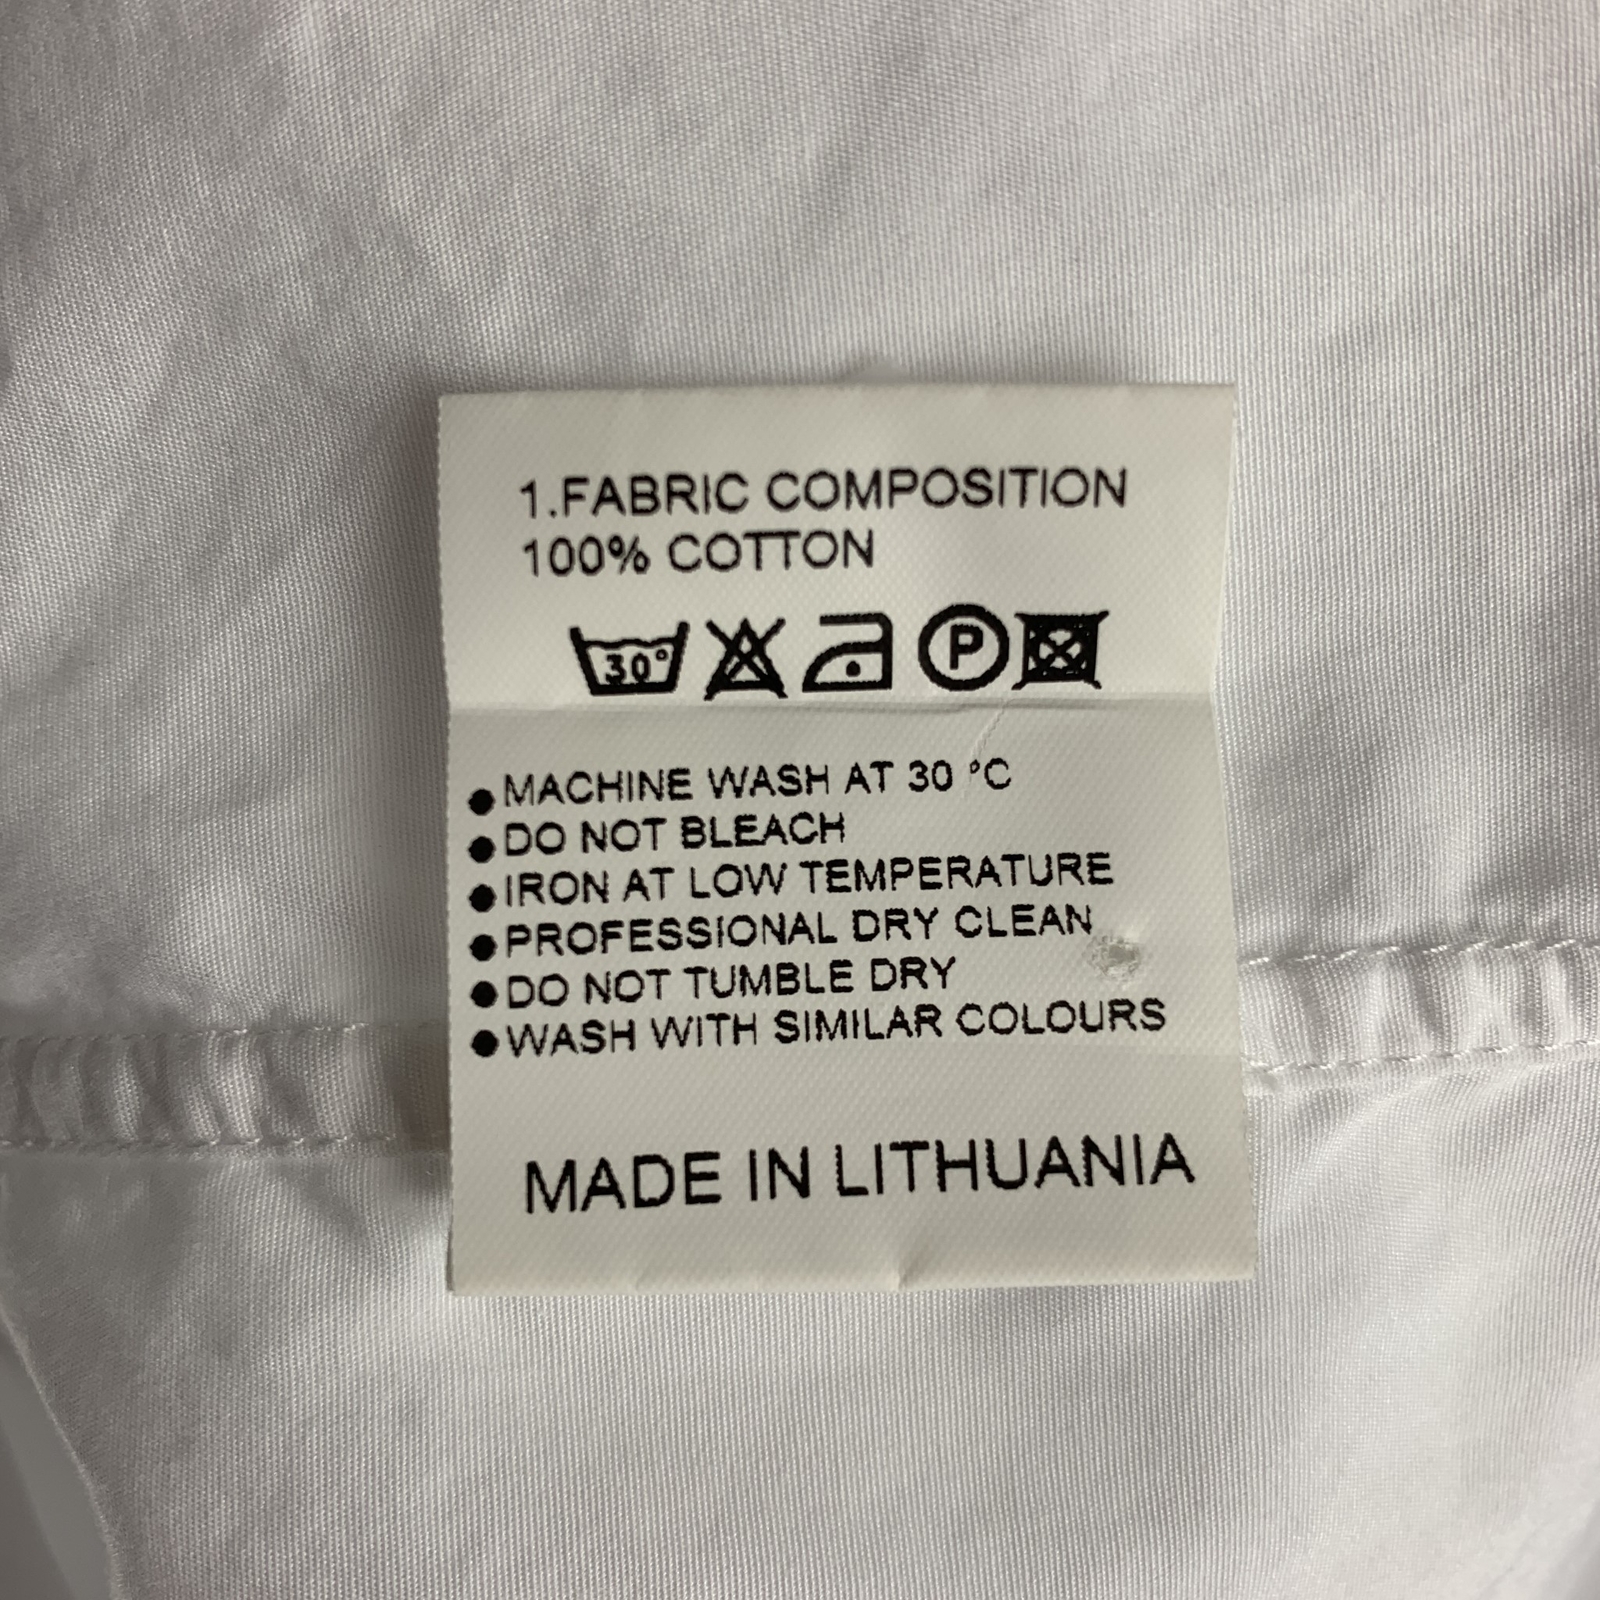 1.FABRIC COMPOSITION
100% COTTON
30° P
● MACHINE WASH AT 30 °C
● DO NOT BLEACH
● IRON AT LOW TEMPERATURE
● PROFESSIONAL DRY CLEAN
● DO NOT TUMBLE DRY
● WASH WITH SIMILAR COLOURS
MADE IN LITHUANIA